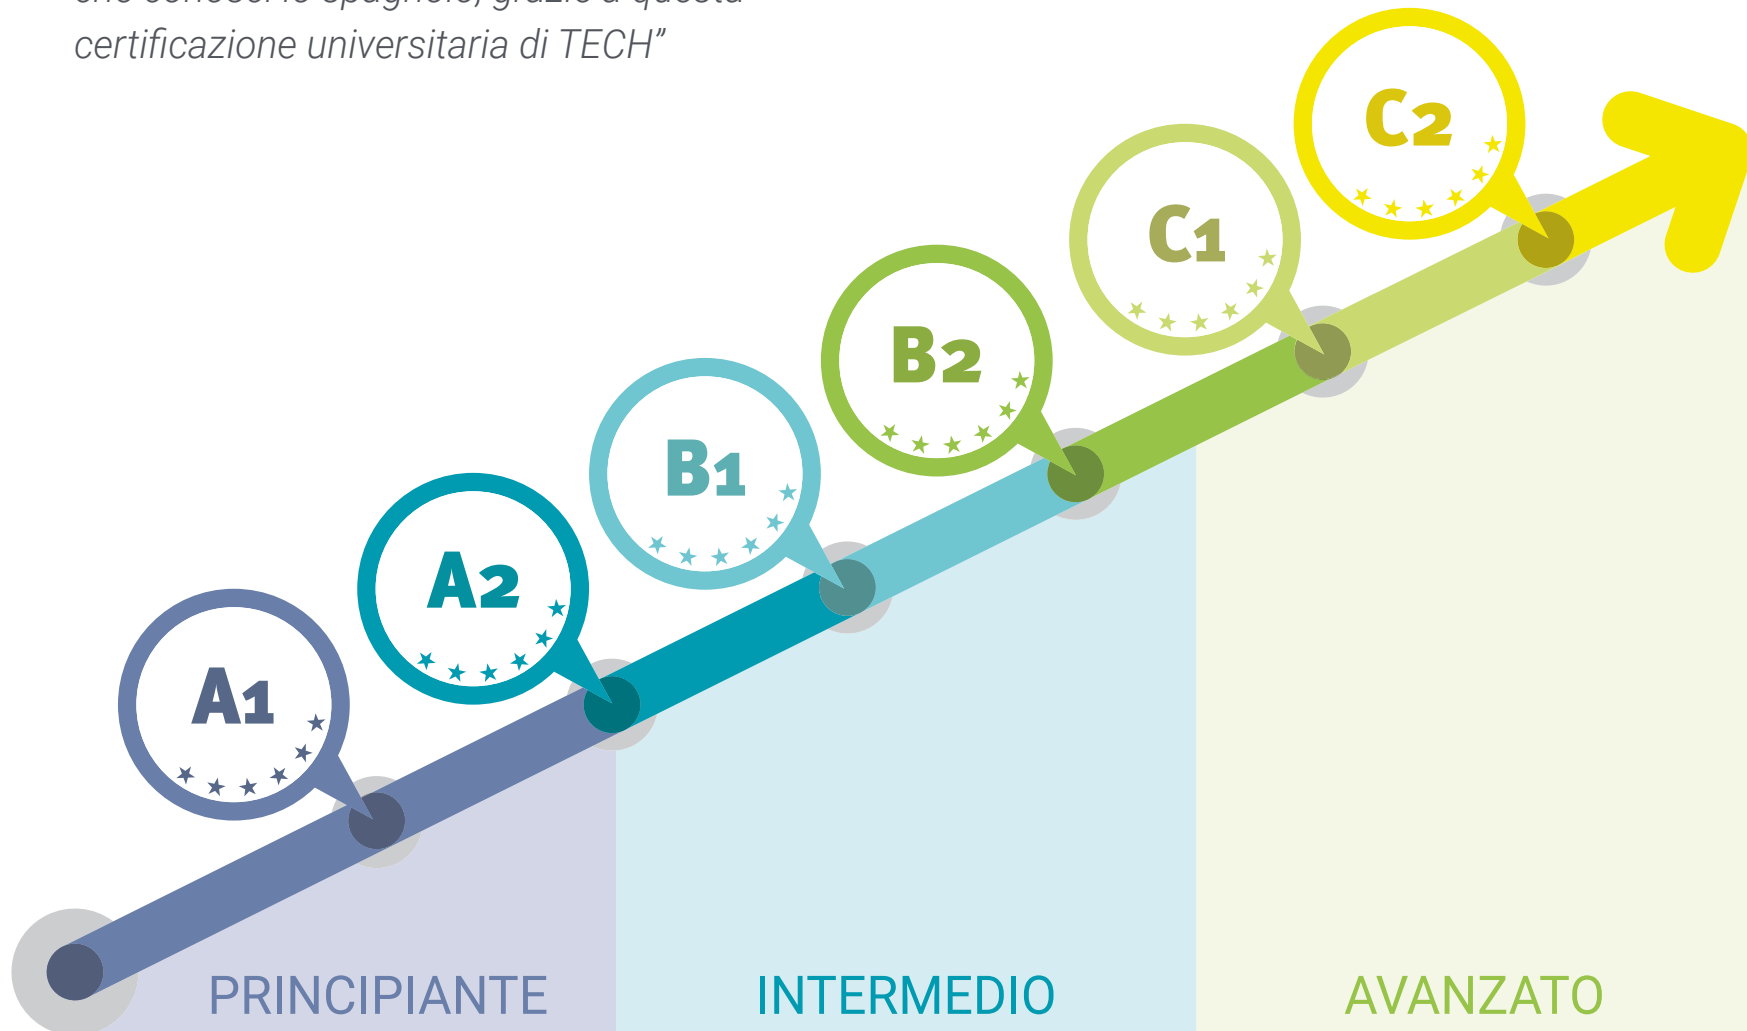 certificazione universitaria di TECH”
C2
C1
B2
B1
A2
A1
PRINCIPIANTE
INTERMEDIO
AVANZATO